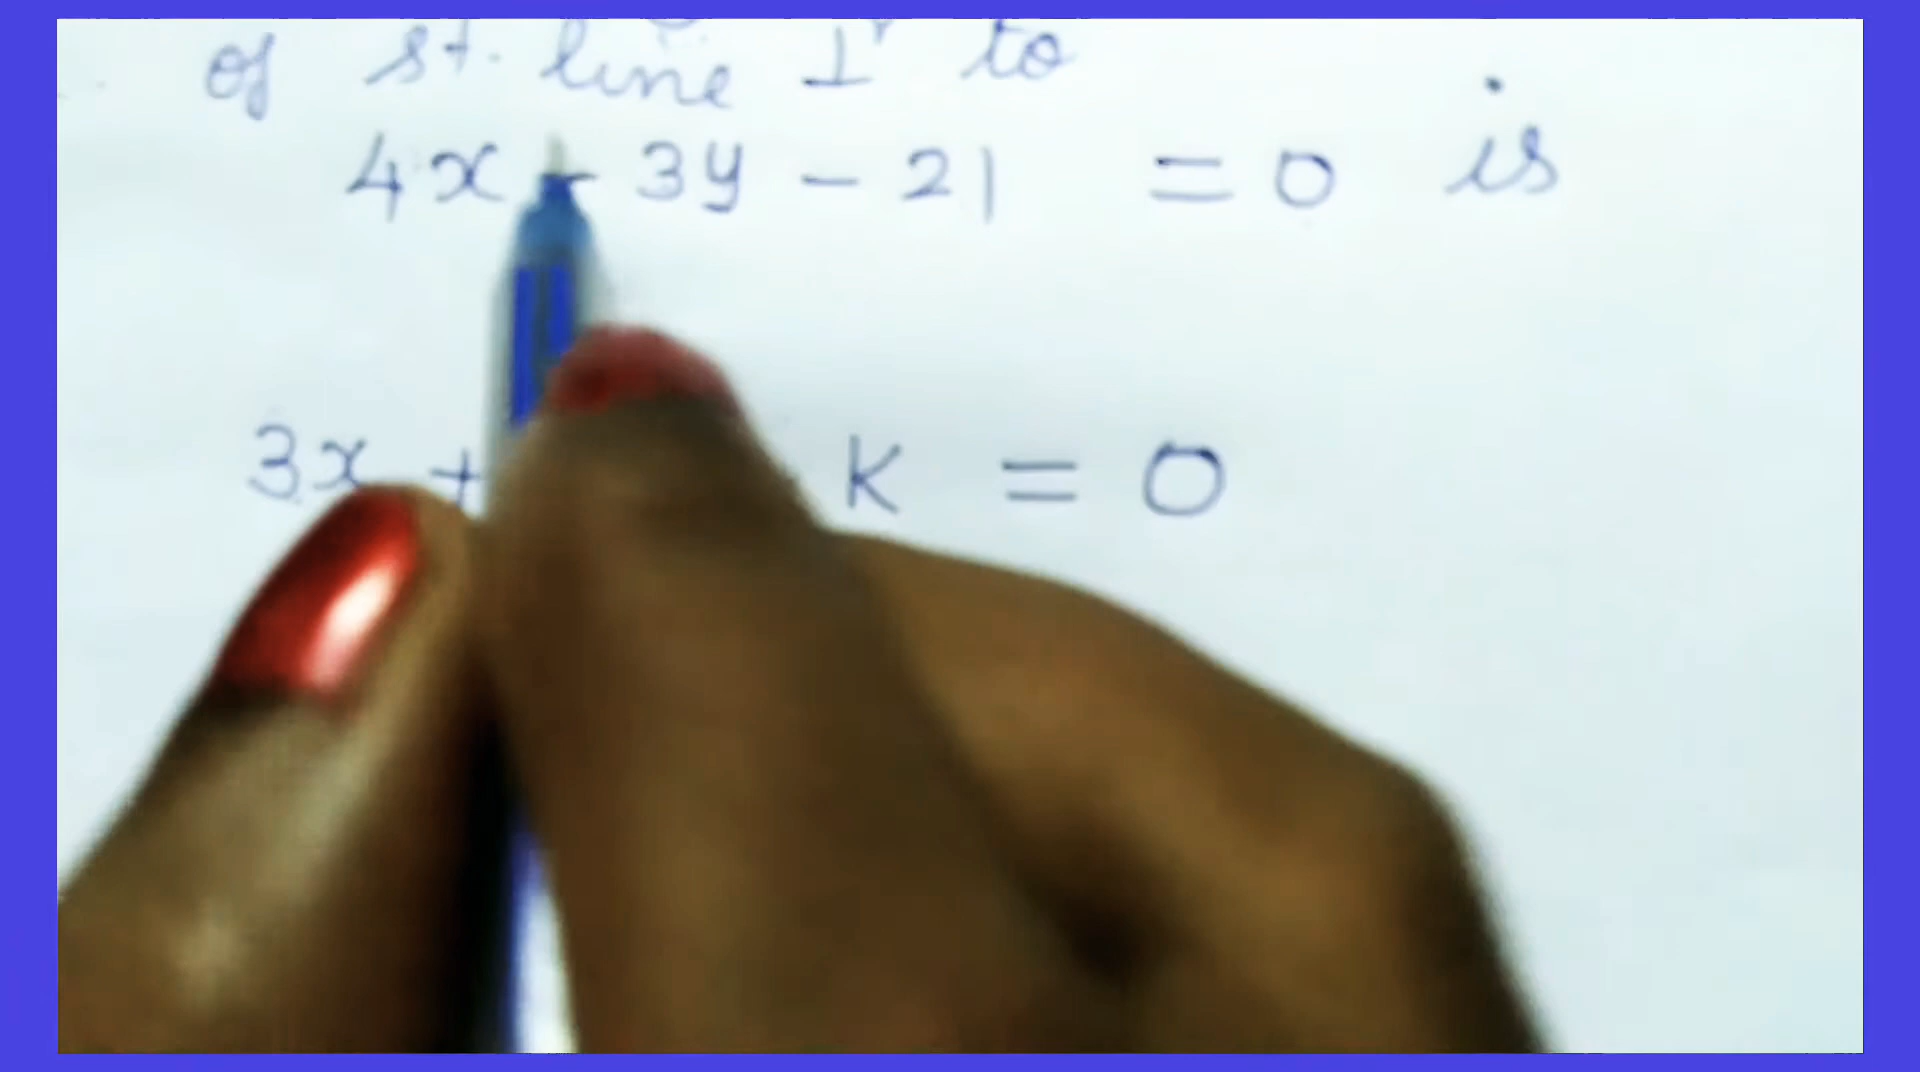 of st. line ⊥r to
4x - 3y - 21 = 0 is
3x + K = 0